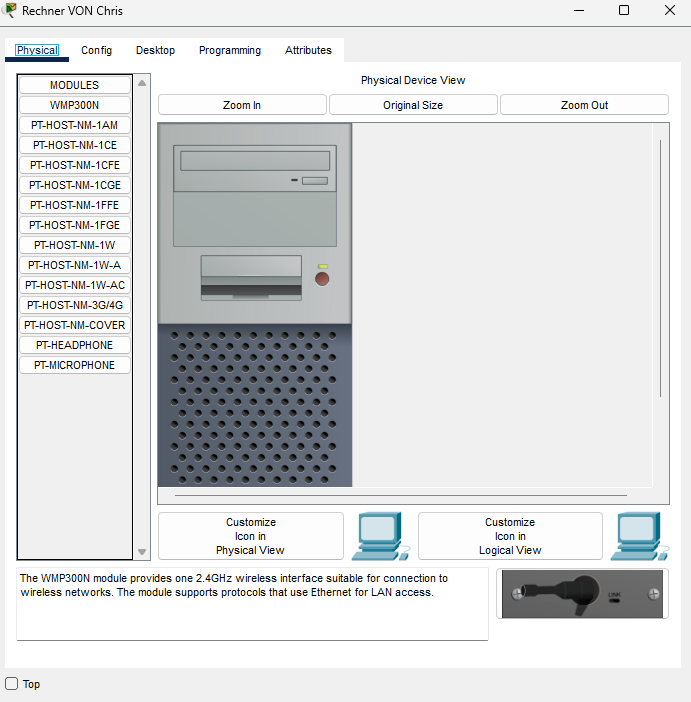 Rechner VON Chris
Physical
Config
Desktop
Programming
Attributes
MODULES
WMP300N
PT-HOST-NM-1AM
PT-HOST-NM-1CE
PT-HOST-NM-1CFE
PT-HOST-NM-1CGE
PT-HOST-NM-1FFE
PT-HOST-NM-1FGE
PT-HOST-NM-1W
PT-HOST-NM-1W-A
PT-HOST-NM-1W-AC
PT-HOST-NM-3G/4G
PT-HOST-NM-COVER
PT-HEADPHONE
PT-MICROPHONE
Physical Device View
Zoom In
Original Size
Zoom Out
Customize
Icon in
Physical View
Customize
Icon in
Logical View
The WMP300N module provides one 2.4GHz wireless interface suitable for connection to
wireless networks. The module supports protocols that use Ethernet for LAN access.
LINK
Top